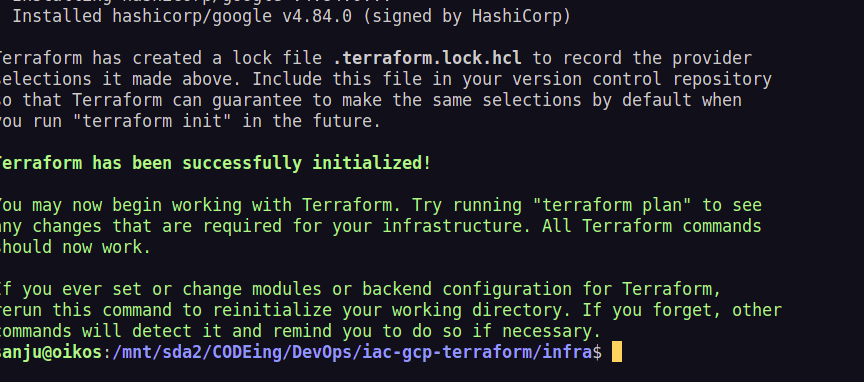 Installed hashicorp/google v4.84.0 (signed by HashiCorp)
Terraform has created a lock file .terraform.lock.hcl to record the provider
selections it made above. Include this file in your version control repository
so that Terraform can guarantee to make the same selections by default when
you run "terraform init" in the future.
Terraform has been successfully initialized!
You may now begin working with Terraform. Try running "terraform plan" to see
any changes that are required for your infrastructure. All Terraform commands
should now work.
If you ever set or change modules or backend configuration for Terraform,
rerun this command to reinitialize your working directory. If you forget, other
commands will detect it and remind you to do so if necessary.
sanju@oikos:/mnt/sda2/CODEing/DevOps/iac-gcp-terraform/infra$